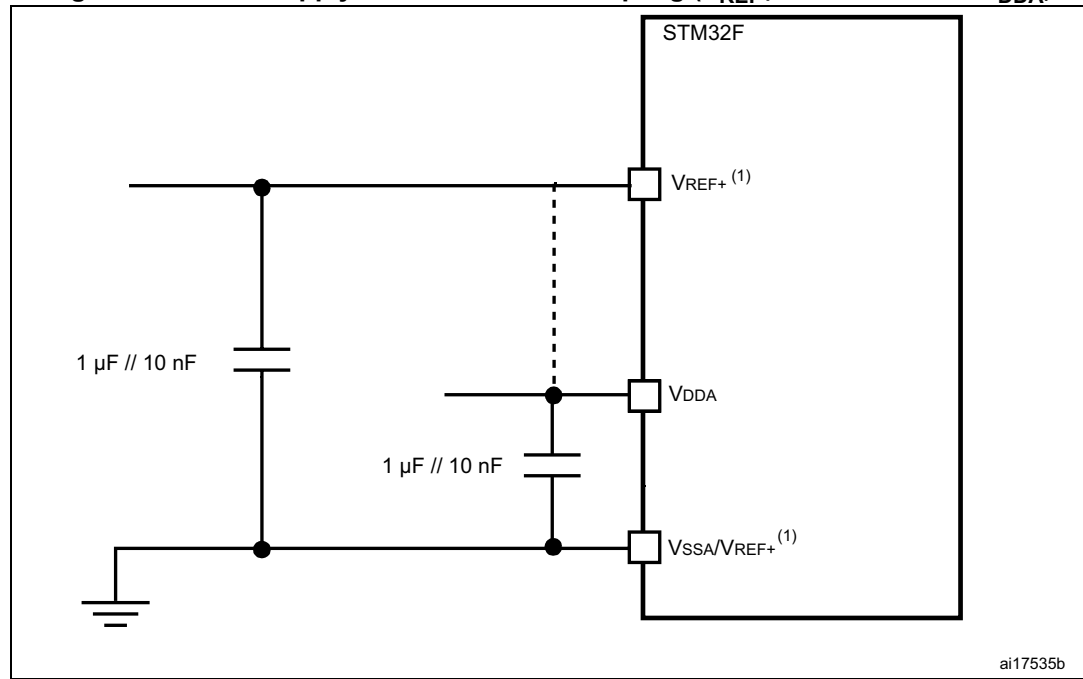 STM32F
VREF+ (1)
1 µF // 10 nF
VDDA
1 µF // 10 nF
VSSA/VREF+ (1)
ai17535b